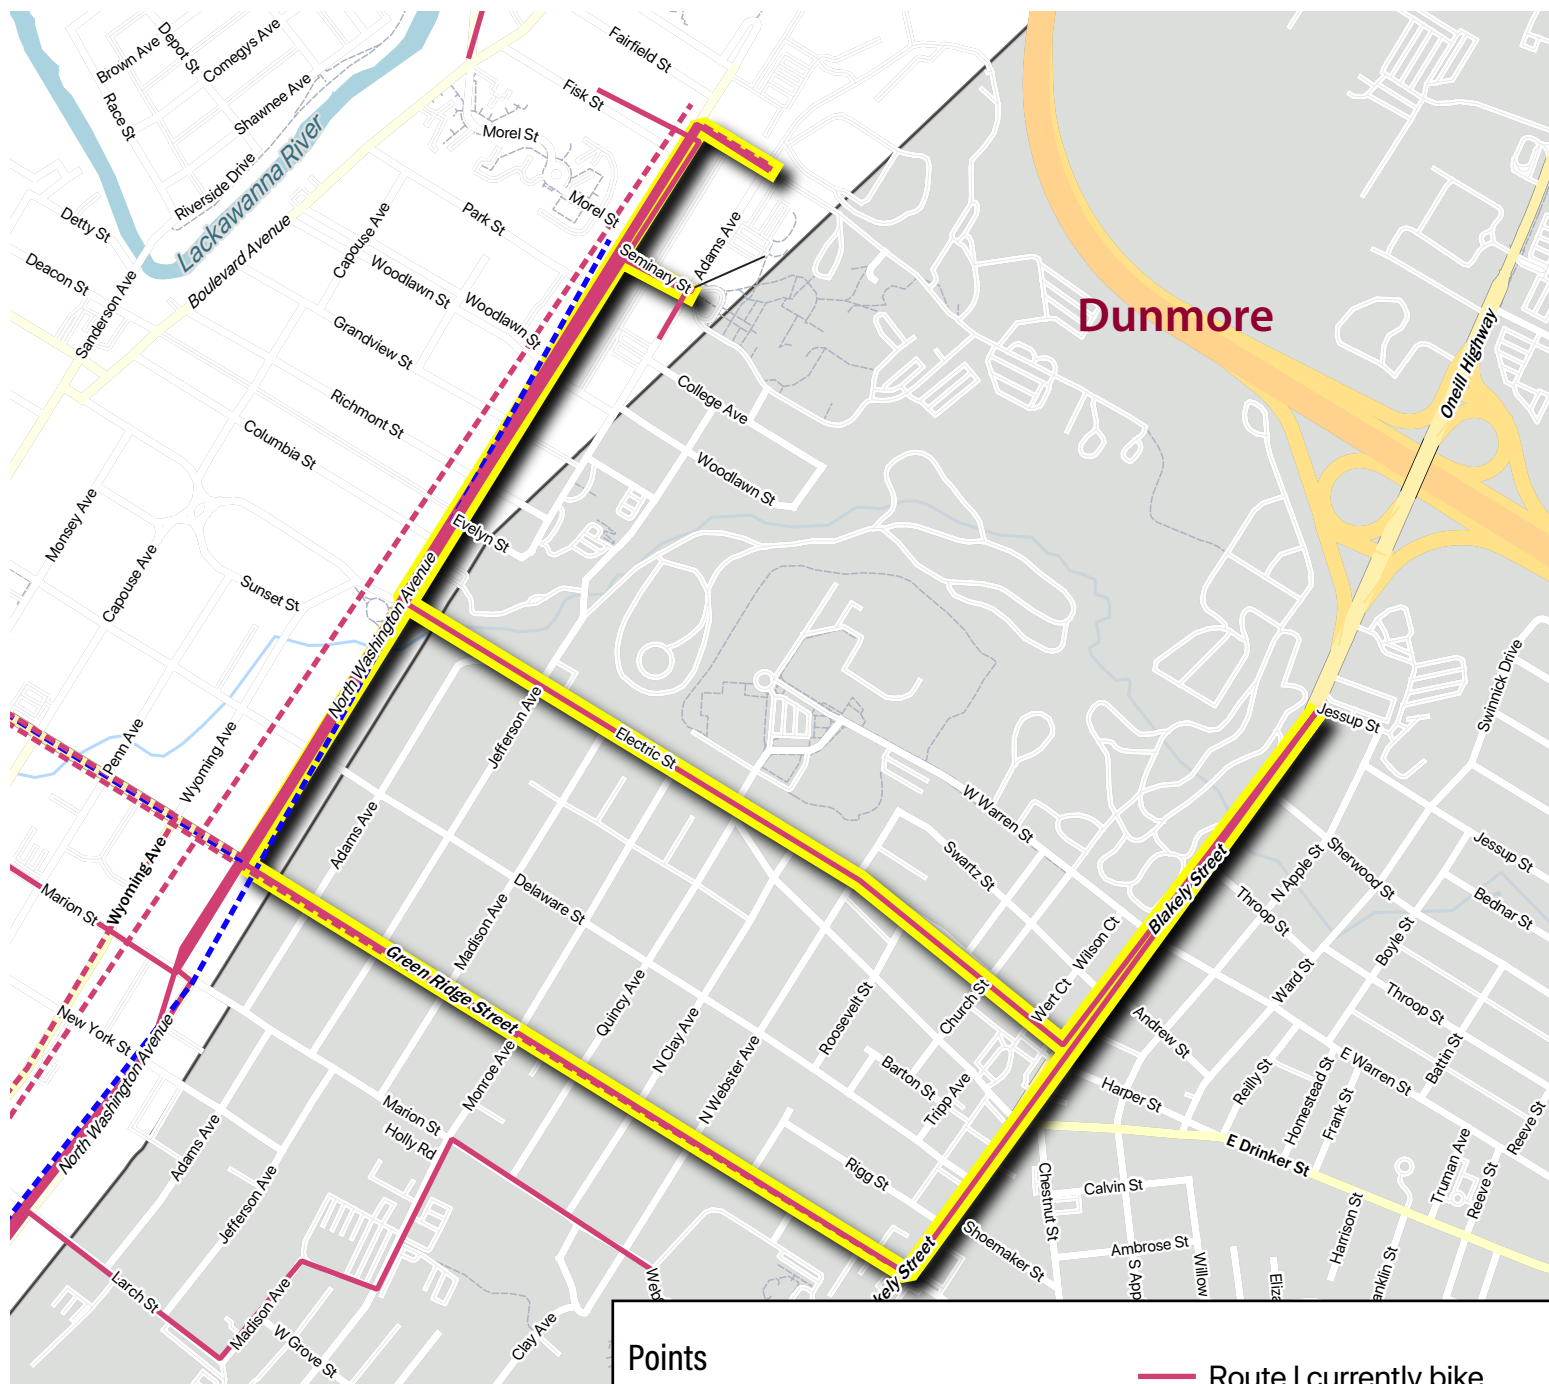 Fairfield St
Depot St
Brown Ave
Comegys Ave
Shawnee Ave
Race St
Fisk St
Morel St
Riverside Drive
Lackawanna River
Detty St
Deacon St
Sanderson Ave
Boulevard Avenue
Capouse Ave
Park St
Morel St
Seminary St
Adams Ave
Woodlawn St
Woodlawn St
Grandview St
Richmont St
Columbia St
College Ave
Woodlawn St
Dunmore
Oneill Highway
Monsey Ave
Capouse Ave
Sunset St
Evelyn St
North Washington Avenue
Jefferson Ave
Electric St
Penn Ave
Wyoming Ave
Wyoming Ave
Marion St
Adams Ave
Madison Ave
Delaware St
Green Ridge Street
Quincy Ave
N Clay Ave
N Webster Ave
Monroe Ave
Roosevelt St
Church St
Wert Ct
Wilson Ct
Swartz St
W Warren St
Blakely Street
Jessup St
Swinnick Drive
Sherwood St
N Apple St
Throop St
Jessup St
Bednar St
Boyle St
Ward St
Throop St
Battin St
Andrew St
Harper St
Reilly St
Homestead St
Frank St
E Warren St
Reeve St
Barton St
Tripp Ave
Rigg St
E Drinker St
Truman Ave
Reeve St
Harrison St
Calvin St
Chestnut St
Ambrose St
Shoemaker St
S App
Willow
Eliza
anklin St
New York St
North Washington Avenue
Adams Ave
Jefferson Ave
Marion St
Holly Rd
Larch St
Madison Ave
W Grove St
Clay Ave
Webs
kely Street
Points
Route I currently bike